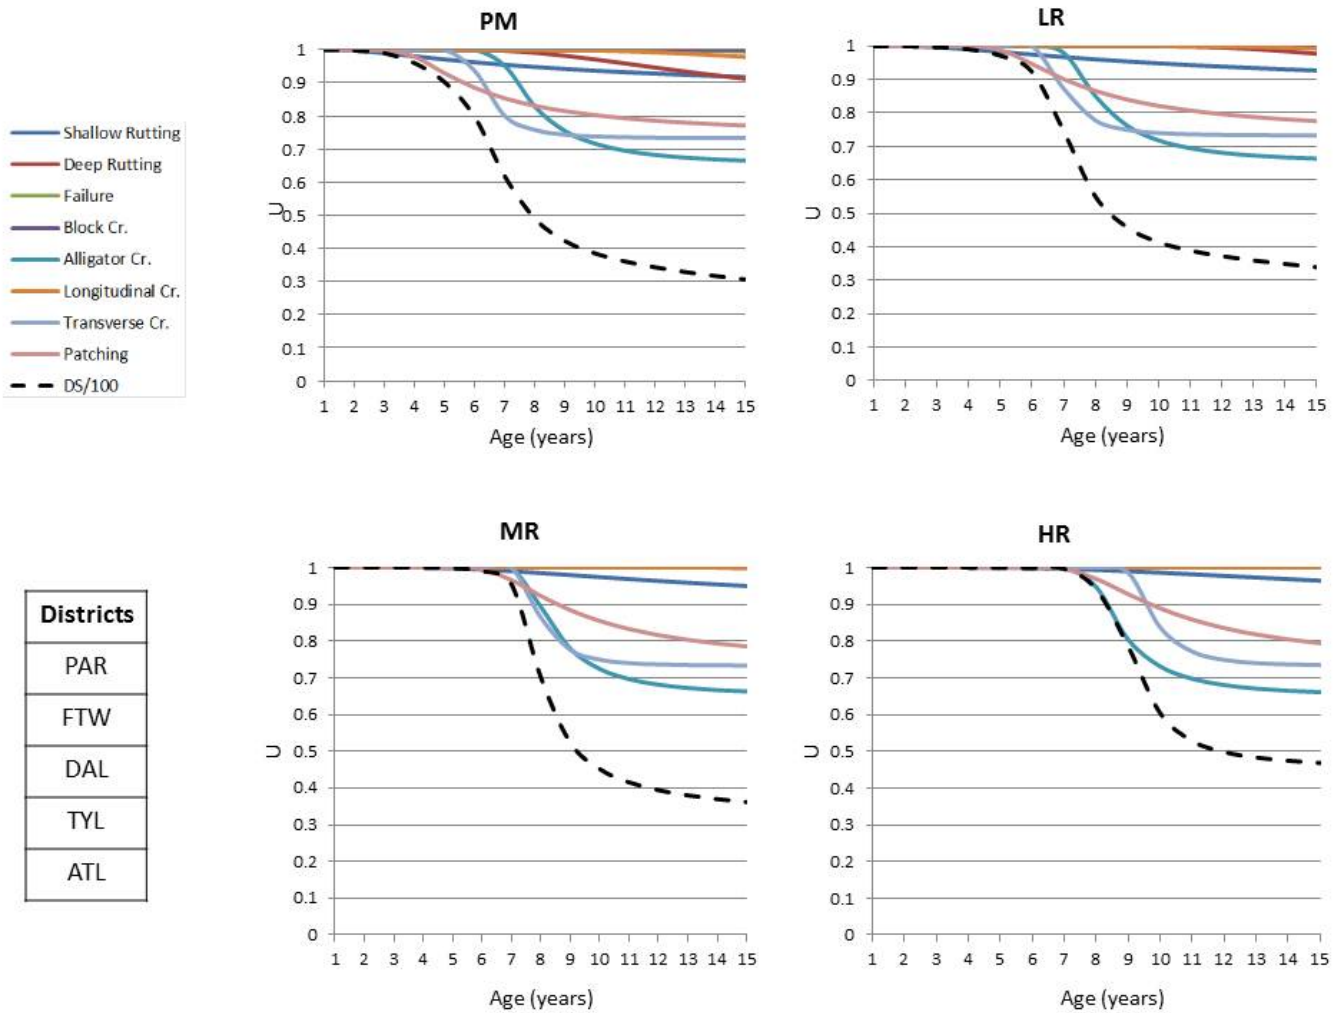 PM
1
0.9
0.8
0.7
0.6
0.5
0.4
0.3
0.2
0.1
0
U
1 2 3 4 5 6 7 8 9 10 11 12 13 14 15
Age (years)
LR
1
0.9
0.8
0.7
0.6
0.5
0.4
0.3
0.2
0.1
0
U
1 2 3 4 5 6 7 8 9 10 11 12 13 14 15
Age (years)
Shallow Rutting
Deep Rutting
Failure
Block Cr.
Alligator Cr.
Longitudinal Cr.
Transverse Cr.
Patching
DS/100
MR
1
0.9
0.8
0.7
0.6
0.5
0.4
0.3
0.2
0.1
0
U
1 2 3 4 5 6 7 8 9 10 11 12 13 14 15
Age (years)
HR
1
0.9
0.8
0.7
0.6
0.5
0.4
0.3
0.2
0.1
0
U
1 2 3 4 5 6 7 8 9 10 11 12 13 14 15
Age (years)
Districts
PAR
FTW
DAL
TYL
ATL